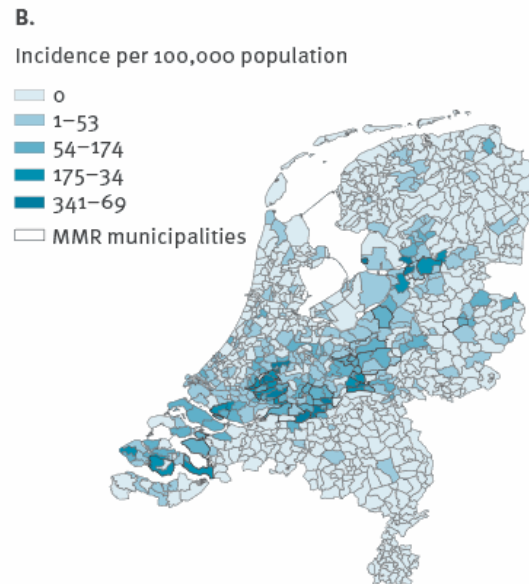 B.
Incidence per 100,000 population
0
1–53
54–174
175–34
341–69
MMR municipalities